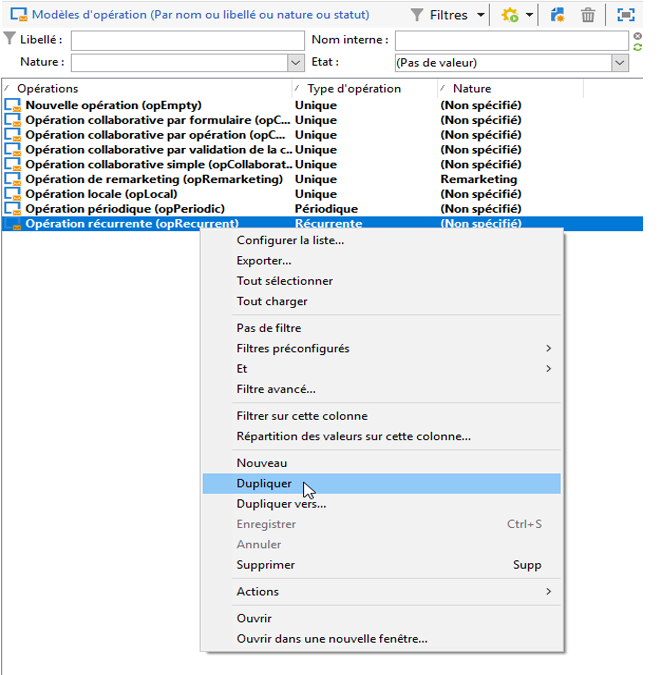 Modèles d'opération (Par nom ou libellé ou nature ou statut) Filtres
Libellé : Nom interne :
Nature : Etat : (Pas de valeur)
Opérations Type d'opération Nature
Nouvelle opération (opEmpty) Unique (Non spécifié)
Opération collaborative par formulaire (opC... Unique (Non spécifié)
Opération collaborative par opération (opC... Unique (Non spécifié)
Opération collaborative par validation de la c... Unique (Non spécifié)
Opération collaborative simple (opCollaborat... Unique (Non spécifié)
Opération de remarketing (opRemarketing) Unique Remarketing
Opération locale (opLocal) Unique (Non spécifié)
Opération périodique (opPeriodic) Périodique (Non spécifié)
Opération récurrente (opRecurrent) Récurrente (Non spécifié)
Configurer la liste...
Exporter...
Tout sélectionner
Tout charger
Pas de filtre
Filtres préconfigurés
Et
Filtre avancé...
Filtrer sur cette colonne
Répartition des valeurs sur cette colonne...
Nouveau
Dupliquer
Dupliquer vers...
Enregistrer Ctrl+S
Annuler
Supprimer Supp
Actions
Ouvrir
Ouvrir dans une nouvelle fenêtre...